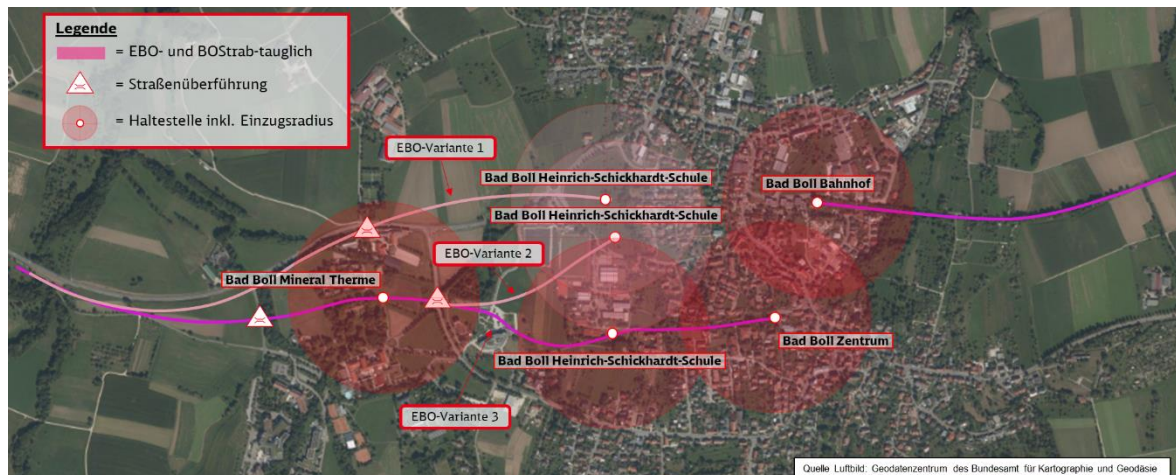 Legende
= EBO- und BOStrab-tauglich
= Straßenüberführung
= Haltestelle inkl. Einzugsradius
EBO-Variante 1
Bad Boll Heinrich-Schickhardt-Schule
Bad Boll Bahnhof
Bad Boll Heinrich-Schickhardt-Schule
EBO-Variante 2
Bad Boll Mineral Therme
Bad Boll Zentrum
Bad Boll Heinrich-Schickhardt-Schule
EBO-Variante 3
Quelle Luftbild: Geodatenzentrum des Bundesamt für Kartographie und Geodäsie